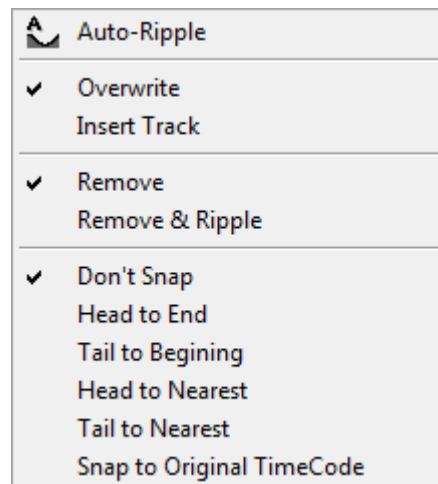 Auto-Ripple
Overwrite
Insert Track
Remove
Remove & Ripple
Don't Snap
Head to End
Tail to Begining
Head to Nearest
Tail to Nearest
Snap to Original TimeCode